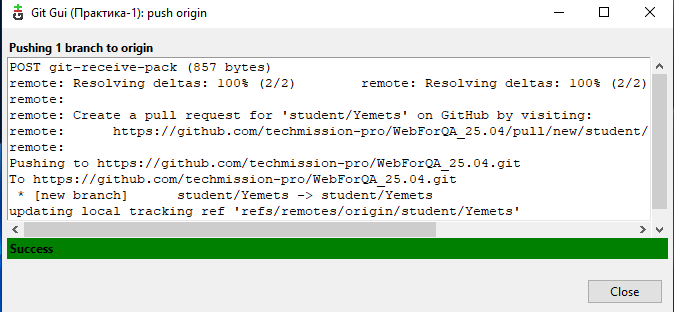 Git Gui (Практика-1): push origin
Pushing 1 branch to origin
POST git-receive-pack (857 bytes)
remote: Resolving deltas: 100% (2/2)        remote: Resolving deltas: 100% (2/2)
remote:
remote: Create a pull request for 'student/Yemets' on GitHub by visiting:
remote:      https://github.com/techmission-pro/WebForQA_25.04/pull/new/student/
remote:
Pushing to https://github.com/techmission-pro/WebForQA_25.04.git
To https://github.com/techmission-pro/WebForQA_25.04.git
 * [new branch]      student/Yemets -> student/Yemets
updating local tracking ref 'refs/remotes/origin/student/Yemets'
Success
Close